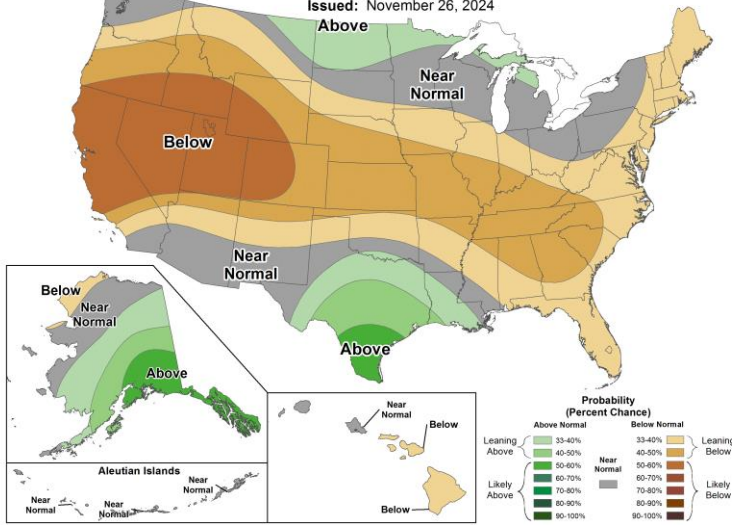 Issued: November 26, 2024
Above
Near
Normal
Below
Near
Normal
Above
Below
Near
Normal
Above
Aleutian Islands
Near
Normal
Near
Normal
Near
Normal
Near
Normal
Below
Below
Probability
(Percent Chance)
Above Normal
Below Normal
Leaning
Above
33-40%
40-50%
Likely
Above
50-60%
60-70%
70-80%
80-90%
90-100%
Near
Normal
33-40%
40-50%
Leaning
Below
50-60%
60-70%
70-80%
80-90%
90-100%
Likely
Below